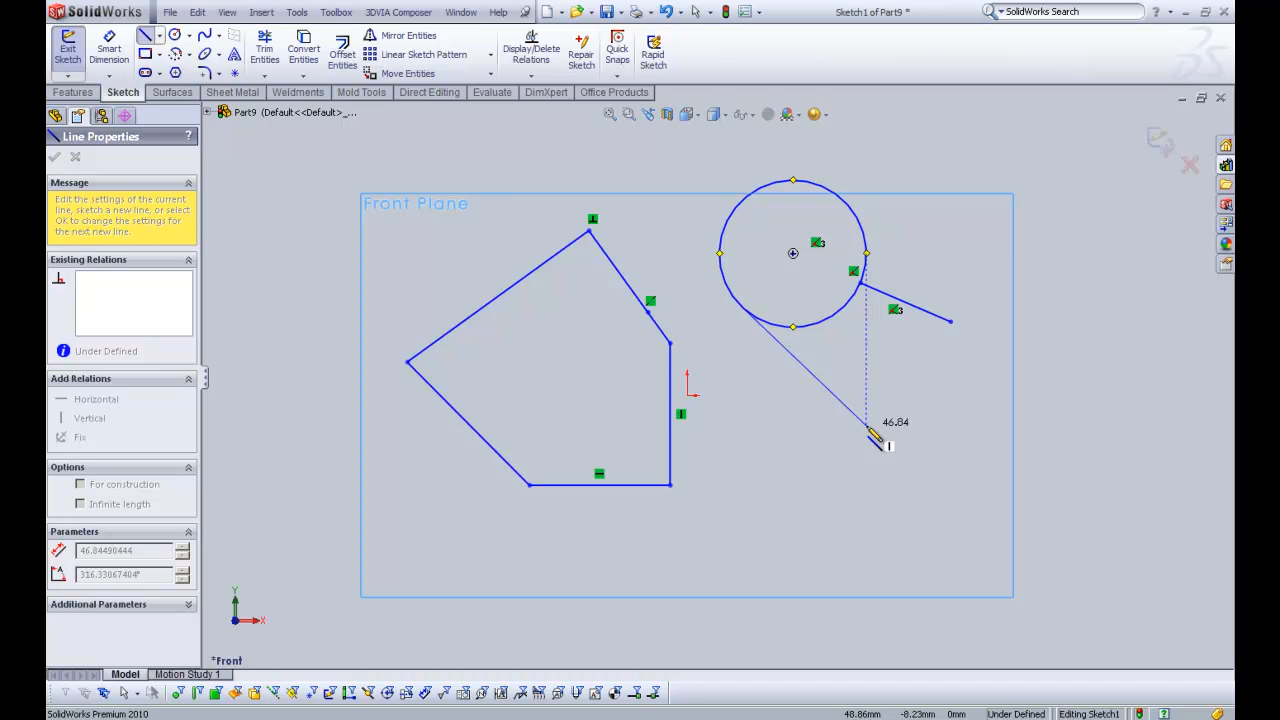 SolidWorks File Edit View Insert Tools Toolbox 3DVIA Composer Window Help Sketch1 of Part9 * SolidWorks Search ?
Exit Sketch
Smart Dimension
Trim Entities
Convert Entities
Offset Entities
Mirror Entities
Linear Sketch Pattern
Move Entities
Display/Delete Relations
Repair Sketch
Quick Snaps
Rapid Sketch
Features Sketch Surfaces Sheet Metal Weldments Mold Tools Direct Editing Evaluate DimXpert Office Products
Part9 (Default<<Default>_...
Line Properties ?
Message
Edit the settings of the current
line, sketch a new line, or select
OK to change the settings for
the next new line.
Existing Relations
Under Defined
Add Relations
Horizontal
Vertical
Fix
Options
For construction
Infinite length
Parameters
46.84490444
316.33067404°
Additional Parameters
Front Plane
3
3
46.84
Y
X
*Front
Model Motion Study 1
SolidWorks Premium 2010 48.86mm -8.23mm 0mm Under Defined Editing Sketch1 ?